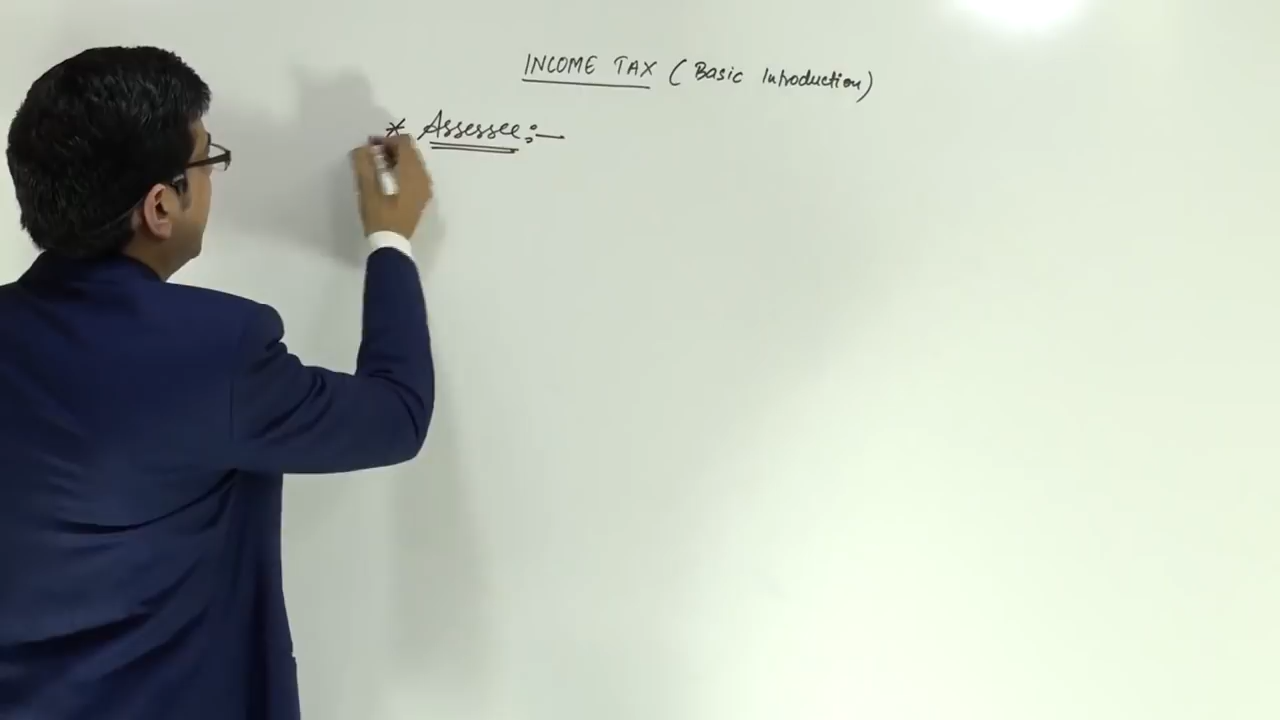 INCOME TAX (Basic Introduction)
* Assessee:—